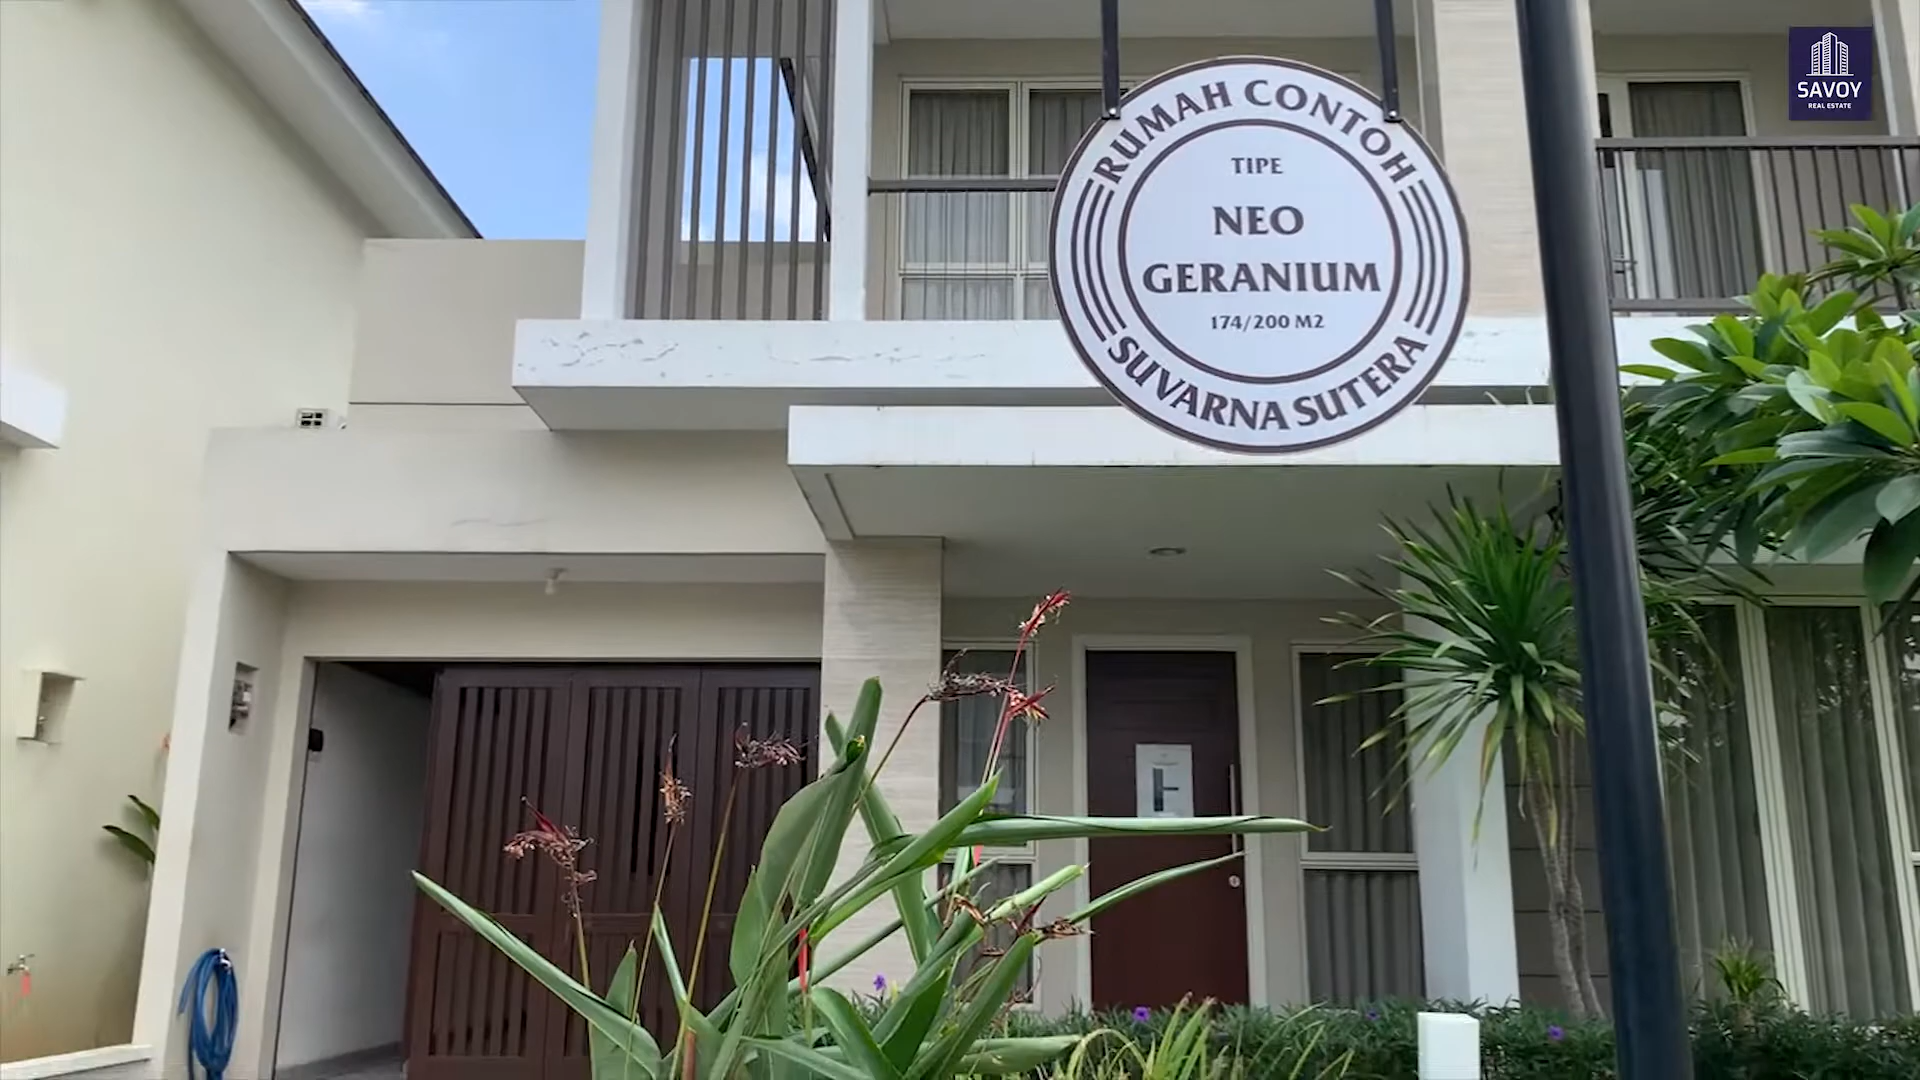 RUMAH CONTOH
TIPE
NEO
GERANIUM
174/200 M2
SUVARNA SUTERA
SAVOY
REAL ESTATE